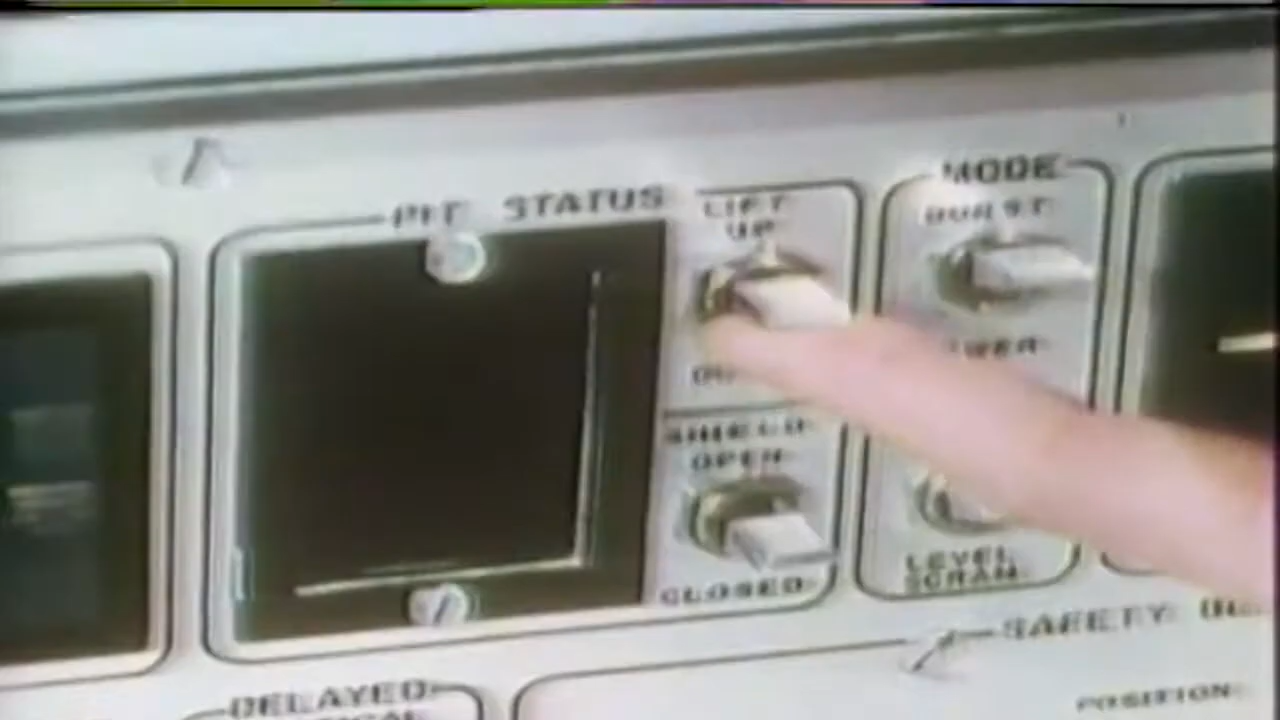 PIT STATUS
LIFT
UP
SHIELD
OPEN
CLOSED
MODE
BURST
LEVEL
SCRAM
SAFETY
DELAYED
POSITION